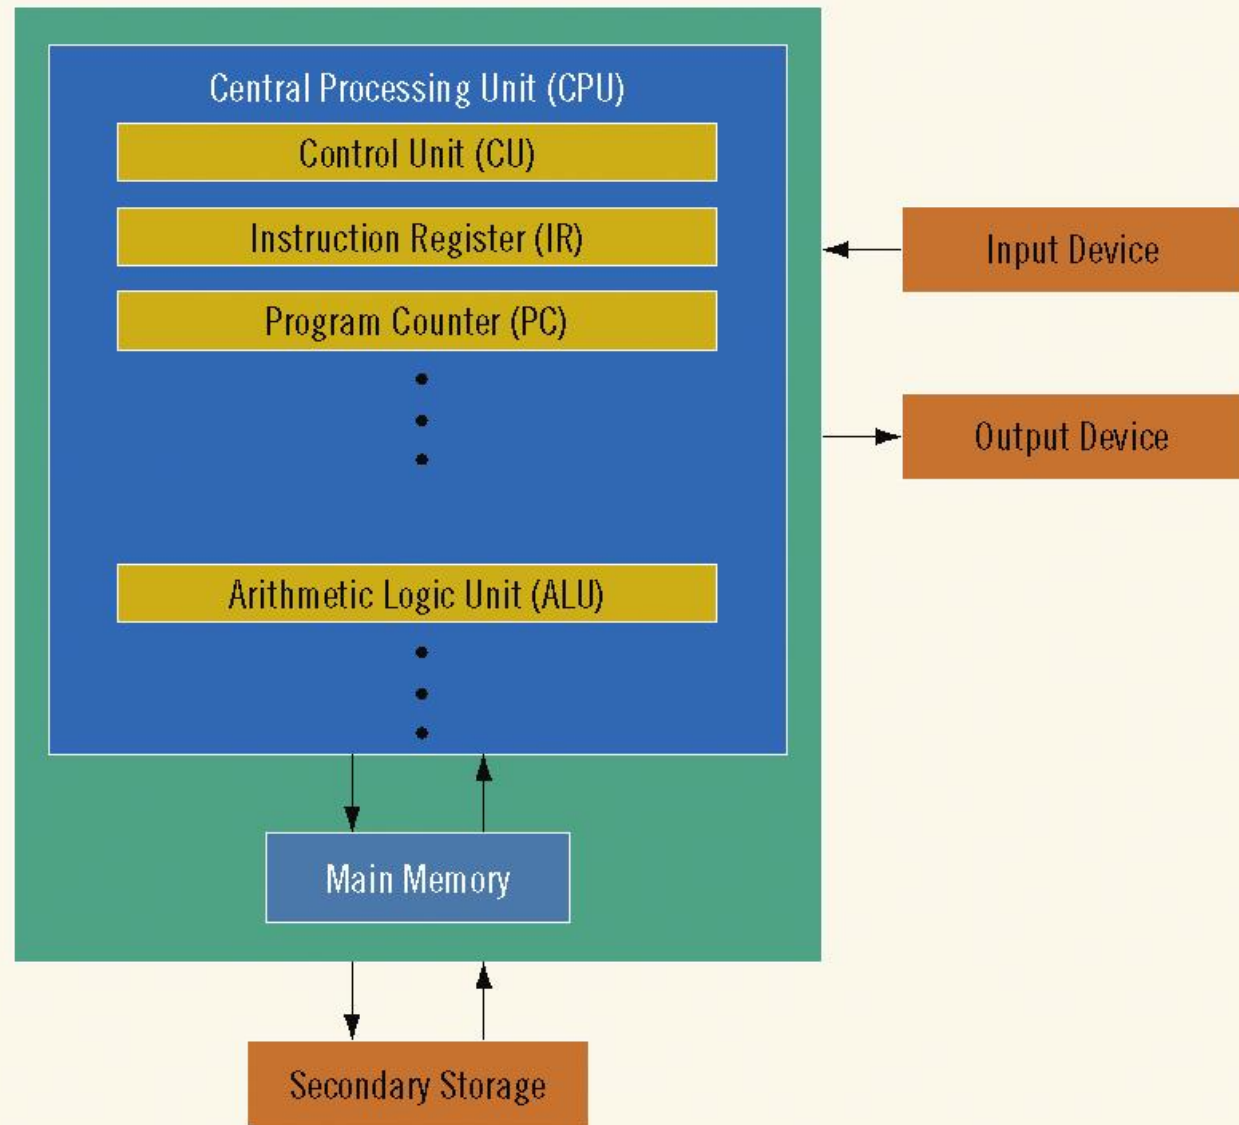 Central Processing Unit (CPU)
Control Unit (CU)
Instruction Register (IR)
Program Counter (PC)
Arithmetic Logic Unit (ALU)
Main Memory
Secondary Storage
Input Device
Output Device